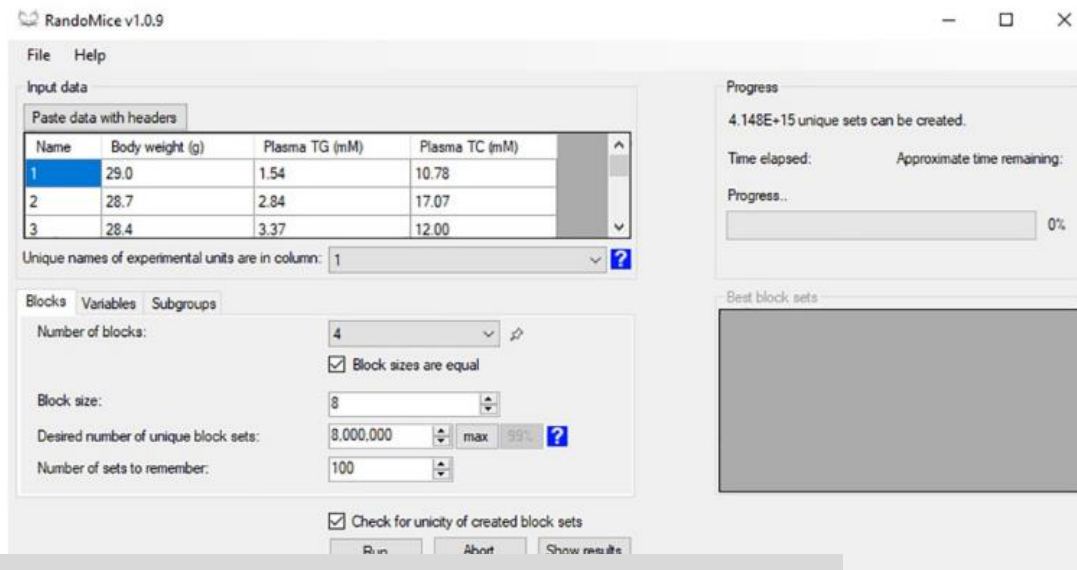 RandoMice v1.0.9
File Help
Input data
Paste data with headers
Name Body weight (g) Plasma TG (mM) Plasma TC (mM)
1 29.0 1.54 10.78
2 28.7 2.84 17.07
3 28.4 3.37 12.00
Unique names of experimental units are in column: 1 ?
Blocks Variables Subgroups
Number of blocks: 4
Block sizes are equal
Block size: 8
Desired number of unique block sets: 8,000,000 max 99% ?
Number of sets to remember: 100
Check for unicity of created block sets
Run Abort Show results
Progress
4.148E+15 unique sets can be created.
Time elapsed: Approximate time remaining:
Progress..
0%
Best block sets